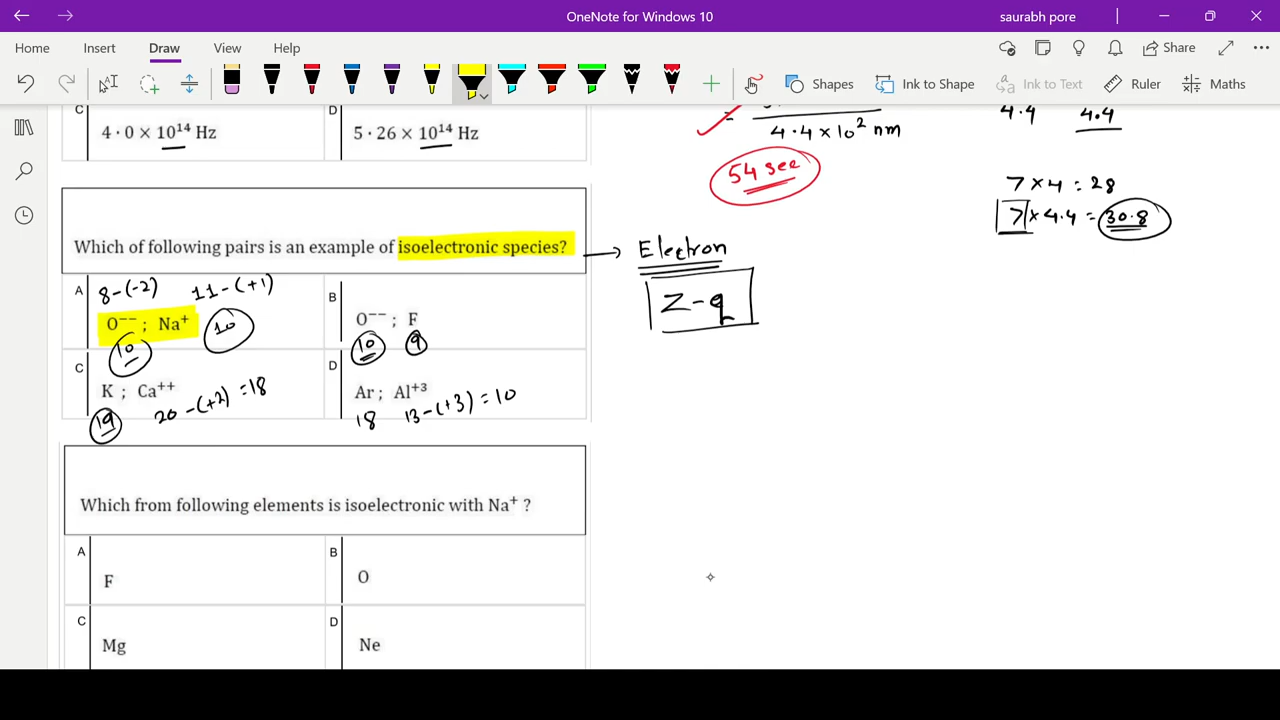 OneNote for Windows 10
saurabh pore
Home Insert Draw View Help
Share
Shapes Ink to Shape Ink to Text Ruler Maths
C 4·0 × 10¹⁴ Hz
D 5·26 × 10¹⁴ Hz
4·4 × 10² nm
4·4 4·4
54 sec
7 × 4 = 28
7 × 4·4 = 30·8
Which of following pairs is an example of isoelectronic species? → Electron
Z - q
A 8-(-2) 11-(+1)
O⁻⁻ ; Na⁺ 10
10
B
O⁻⁻ ; F
10 9
C
K ; Ca⁺⁺
19 20-(+2) = 18
D
Ar ; Al⁺³
18 13-(+3) = 10
Which from following elements is isoelectronic with Na⁺ ?
A F
B O
C Mg
D Ne